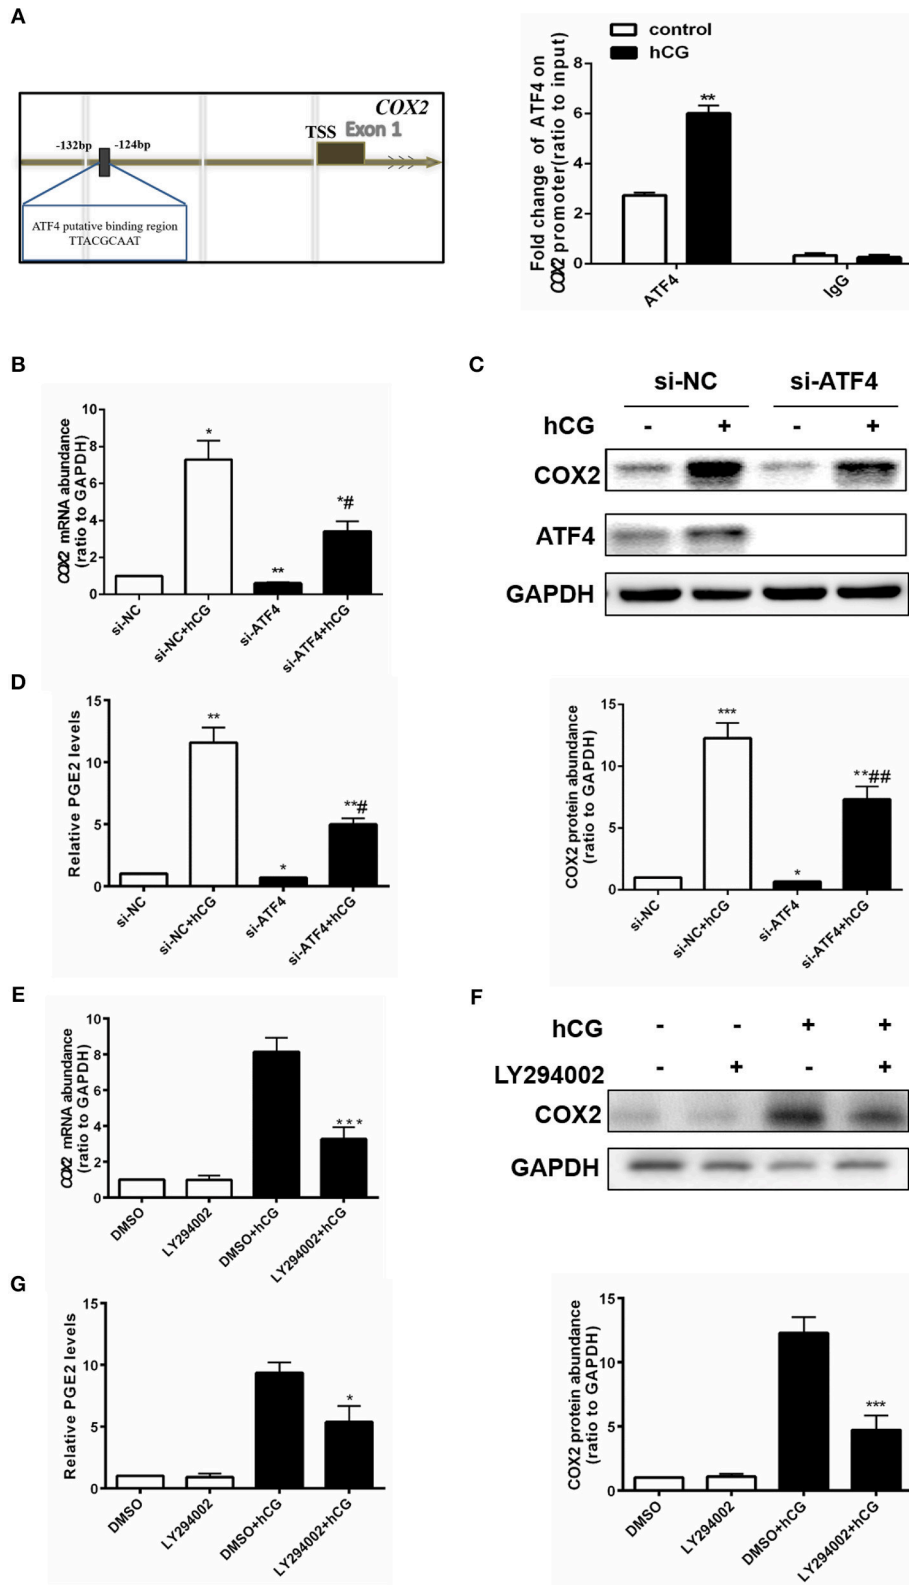 A
COX2
TSS Exon 1
-132bp -124bp
ATF4 putative binding region
TTACGCAAT
control
hCG
Fold change of ATF4 on
COX2 promoter(ratio to input)
8
6
4
2
0
**
ATF4 IgG
B
COX2 mRNA abundance
(ratio to GAPDH)
10
8
6
4
2
0
*
**
*#
si-NC si-NC+hCG si-ATF4 si-ATF4+hCG
C
si-NC si-ATF4
hCG - + - +
COX2
ATF4
GAPDH
D
Relative PGE2 levels
15
10
5
0
**
*
**#
si-NC si-NC+hCG si-ATF4 si-ATF4+hCG
COX2 protein abundance
(ratio to GAPDH)
15
10
5
0
***
*
**##
si-NC si-NC+hCG si-ATF4 si-ATF4+hCG
E
COX2 mRNA abundance
(ratio to GAPDH)
10
8
6
4
2
0
***
DMSO LY294002 DMSO+hCG LY294002+hCG
F
hCG - - + +
LY294002 - + - +
COX2
GAPDH
G
Relative PGE2 levels
15
10
5
0
*
DMSO LY294002 DMSO+hCG LY294002+hCG
COX2 protein abundance
(ratio to GAPDH)
15
10
5
0
***
DMSO LY294002 DMSO+hCG LY294002+hCG